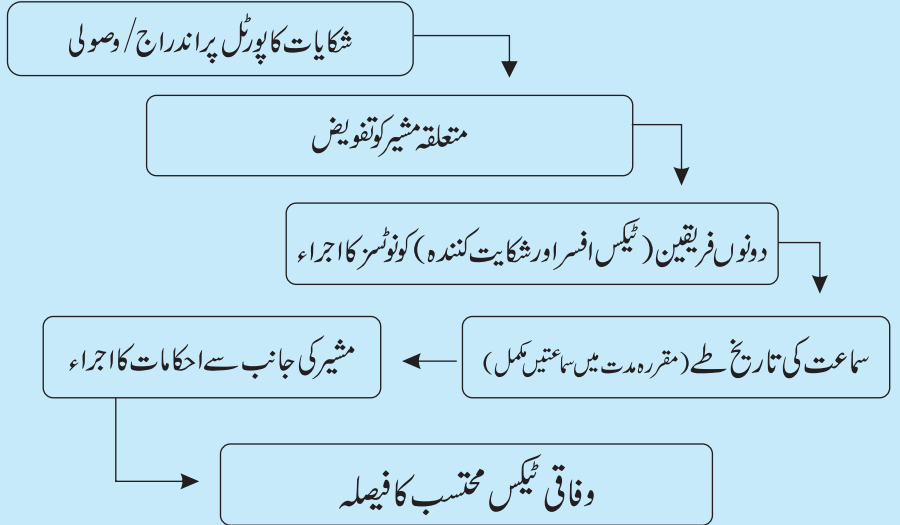 شکایات کا پورٹل پر اندراج/وصولی
متعلقہ مشیر کو تفویض
دونوں فریقین (ٹیکس افسر اور شکایت کنندہ) کو نوٹسز کا اجراء
سماعت کی تاریخ طے (مقررہ مدت میں سماعتیں مکمل)
مشیر کی جانب سے احکامات کا اجراء
وفاقی ٹیکس محتسب کا فیصلہ